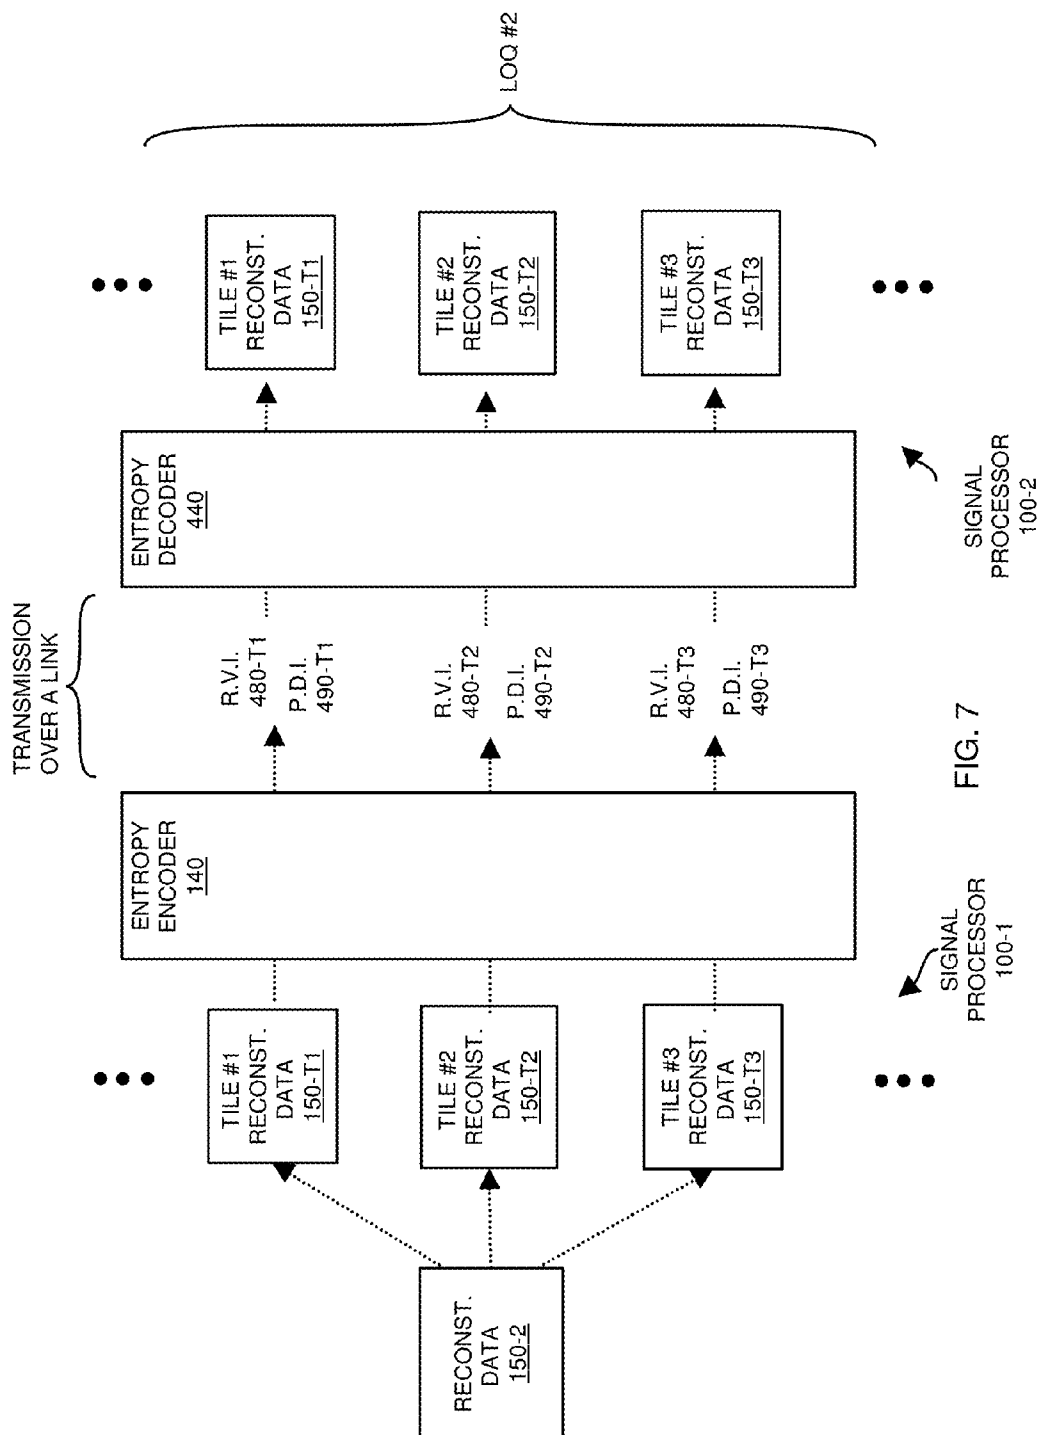 RECONST.
DATA
150-2
TILE #1
RECONST.
DATA
150-T1
TILE #2
RECONST.
DATA
150-T2
TILE #3
RECONST.
DATA
150-T3
SIGNAL
PROCESSOR
100-1
ENTROPY
ENCODER
140
TRANSMISSION
OVER A LINK
R.V.I.
480-T1
P.D.I.
490-T1
R.V.I.
480-T2
P.D.I.
490-T2
R.V.I.
480-T3
P.D.I.
490-T3
FIG. 7
ENTROPY
DECODER
440
TILE #1
RECONST.
DATA
150-T1
TILE #2
RECONST.
DATA
150-T2
TILE #3
RECONST.
DATA
150-T3
SIGNAL
PROCESSOR
100-2
LOQ #2